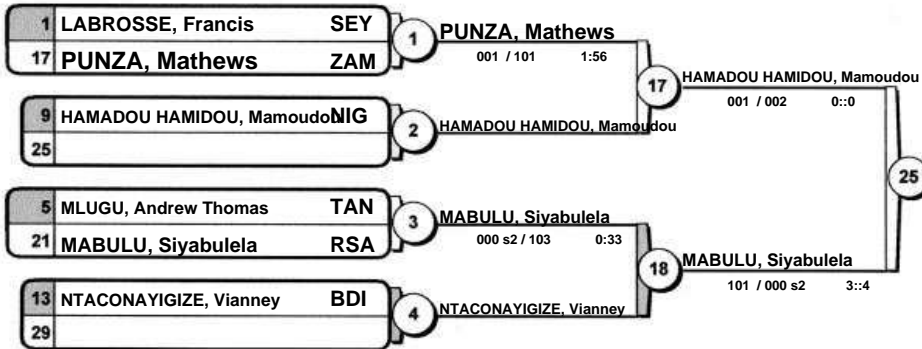 1 LABROSSE, Francis SEY
17 PUNZA, Mathews ZAM
1
PUNZA, Mathews
001 / 101 1:56
9 HAMADOU HAMIDOU, Mamoudou NIG
25
2
HAMADOU HAMIDOU, Mamoudou
17
HAMADOU HAMIDOU, Mamoudou
001 / 002 0::0
5 MLUGU, Andrew Thomas TAN
21 MABULU, Siyabulela RSA
3
MABULU, Siyabulela
000 s2 / 103 0:33
13 NTACONAYIGIZE, Vianney BDI
29
4
NTACONAYIGIZE, Vianney
18
MABULU, Siyabulela
101 / 000 s2 3::4
25